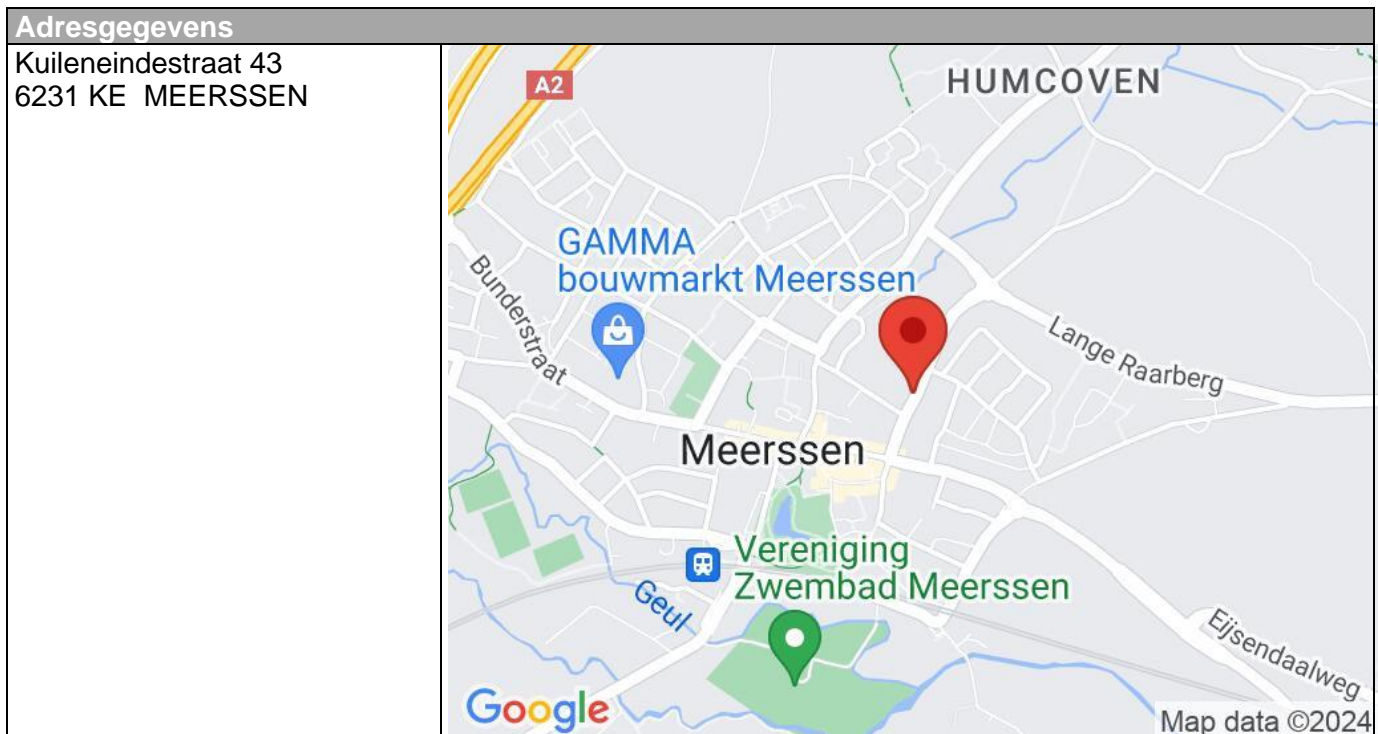 Adresgegevens
Kuileneindestraat 43
6231 KE  MEERSSEN
A2
HUMCOVEN
GAMMA
bouwmarkt Meerssen
Bunderstraat
Lange Raarberg
Meerssen
Vereniging
Zwembad Meerssen
Geul
Eijsendaalweg
Google
Map data ©2024